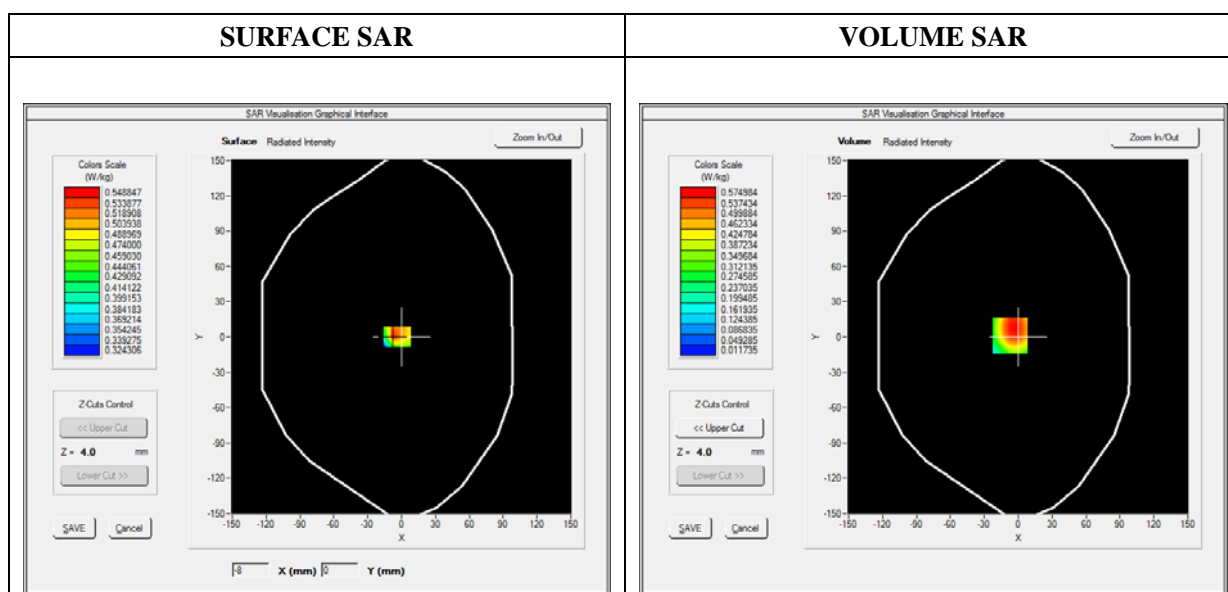 SURFACE SAR
VOLUME SAR
SAR Visualisation Graphical Interface
Surface Radiated Intensity
Zoom In/Out
Colors Scale
(W/kg)
0.548847
0.533877
0.518908
0.503938
0.488969
0.474000
0.459030
0.444061
0.429092
0.414122
0.399153
0.384183
0.369214
0.354245
0.339275
0.324306
150
120
90
60
30
0
-30
-60
-90
-120
-150
Y
-150 -120 -90 -60 -30 0 30 60 90 120 150
X
Z-Cuts Control
<< Upper Cut
Z = 4.0 mm
Lower Cut >>
SAVE Cancel
-8 X (mm) 0 Y (mm)
SAR Visualisation Graphical Interface
Volume Radiated Intensity
Zoom In/Out
Colors Scale
(W/kg)
0.574984
0.537434
0.499884
0.462334
0.424784
0.387234
0.349684
0.312135
0.274585
0.237035
0.199485
0.161935
0.124385
0.086835
0.049285
0.011735
150
120
90
60
30
0
-30
-60
-90
-120
-150
Y
-150 -120 -90 -60 -30 0 30 60 90 120 150
X
Z-Cuts Control
<< Upper Cut
Z = 4.0 mm
Lower Cut >>
SAVE Cancel